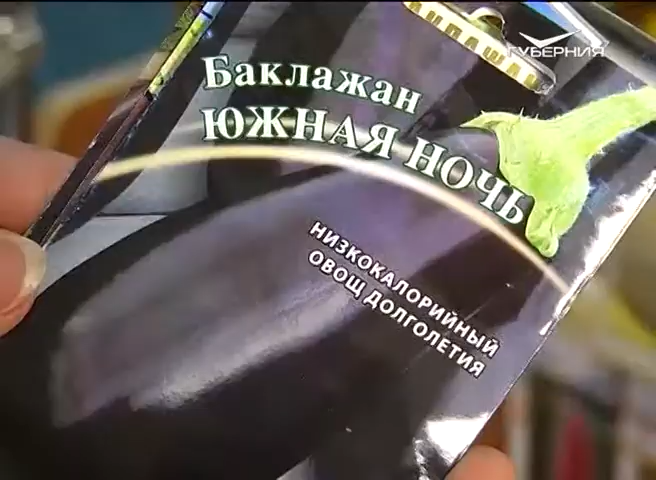 ГУБЕРНИЯ
Баклажан
ЮЖНАЯ НОЧЬ
НИЗКОКАЛОРИЙНЫЙ
ОВОЩ ДОЛГОЛЕТИЯ